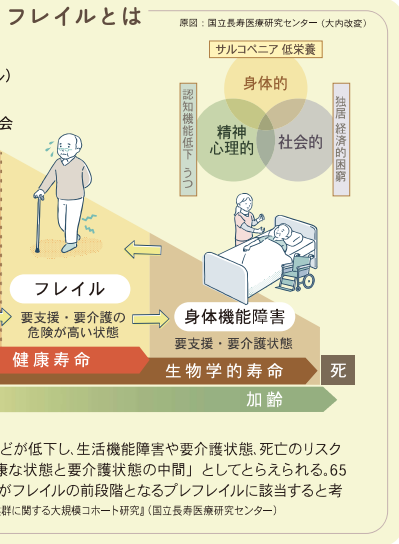 フレイルとは
原図：国立長寿医療研究センター（大内改変）
サルコペニア 低栄養
身体的
認知機能低下 うつ
精神
心理的
社会的
独居 経済的困窮
ル）
会
フレイル
要支援・要介護の
危険が高い状態
身体機能障害
要支援・要介護状態
健康寿命
生物学的寿命
死
加齢
どが低下し、生活機能障害や要介護状態、死亡のリスク
康な状態と要介護状態の中間」としてとらえられる。65
がフレイルの前段階となるプレフレイルに該当すると考
群に関する大規模コホート研究』（国立長寿医療研究センター）